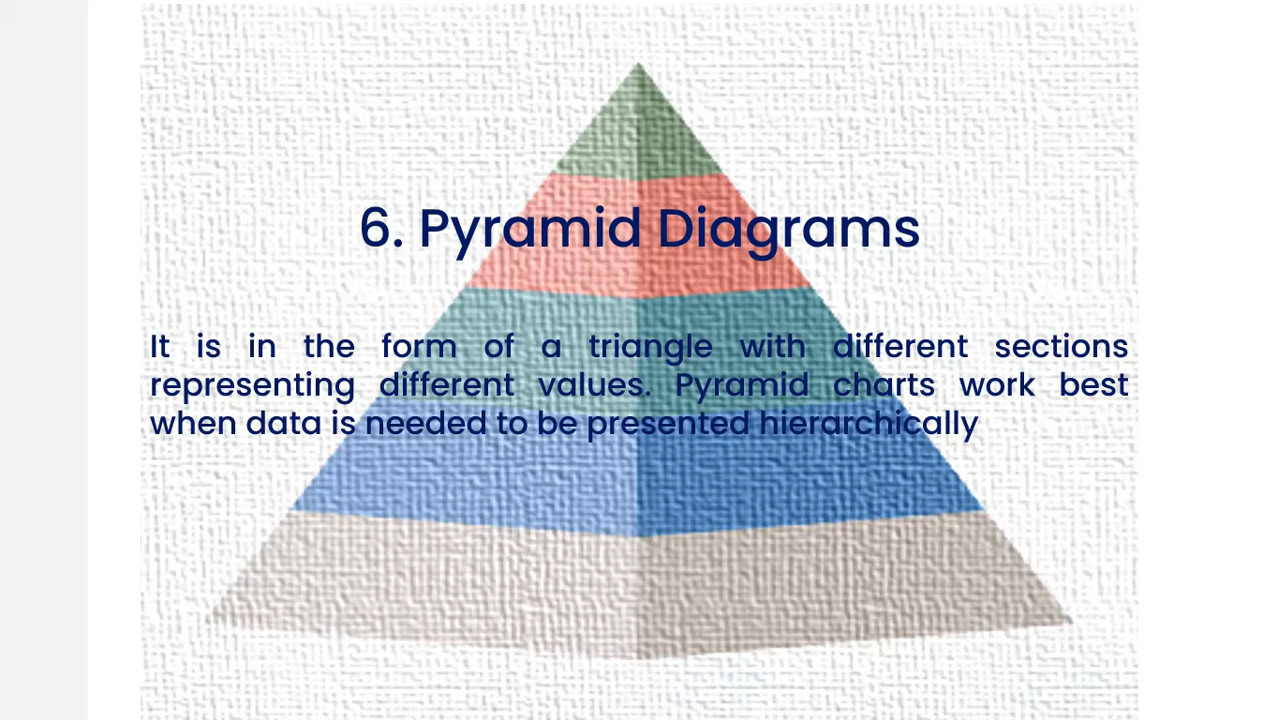 6. Pyramid Diagrams
It is in the form of a triangle with different sections
representing different values. Pyramid charts work best
when data is needed to be presented hierarchically